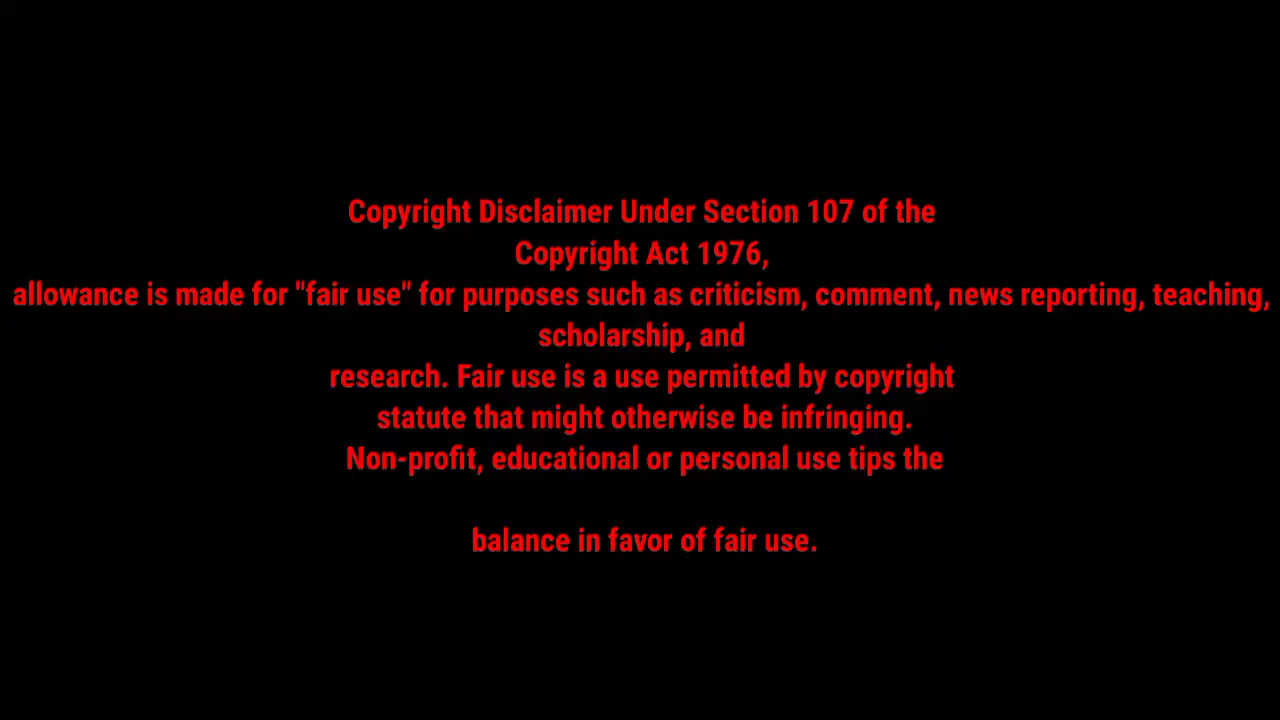 Copyright Disclaimer Under Section 107 of the
Copyright Act 1976,
allowance is made for "fair use" for purposes such as criticism, comment, news reporting, teaching,
scholarship, and
research. Fair use is a use permitted by copyright
statute that might otherwise be infringing.
Non-profit, educational or personal use tips the
balance in favor of fair use.